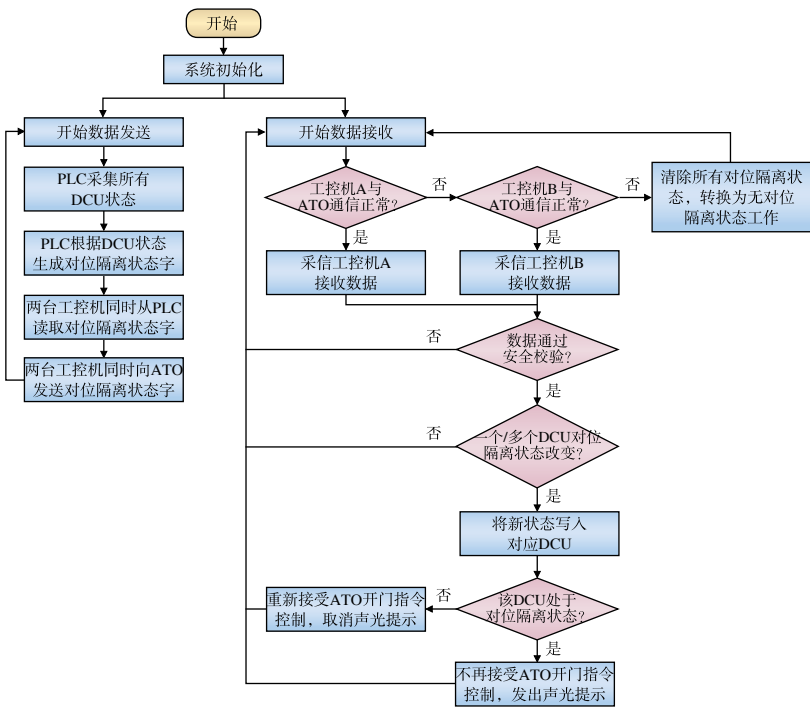 开始
系统初始化
开始数据发送
PLC采集所有
DCU状态
PLC根据DCU状态
生成对位隔离状态字
两台工控机同时从PLC
读取对位隔离状态字
两台工控机同时向ATO
发送对位隔离状态字
开始数据接收
工控机A与
ATO通信正常?
否
是
工控机B与
ATO通信正常?
否
是
清除所有对位隔离状
态，转换为无对位
隔离状态工作
采信工控机A
接收数据
采信工控机B
接收数据
数据通过
安全校验?
否
是
一个/多个DCU对位
隔离状态改变?
否
是
将新状态写入
对应DCU
该DCU处于
对位隔离状态?
否
是
重新接受ATO开门指令
控制，取消声光提示
不再接受ATO开门指令
控制，发出声光提示